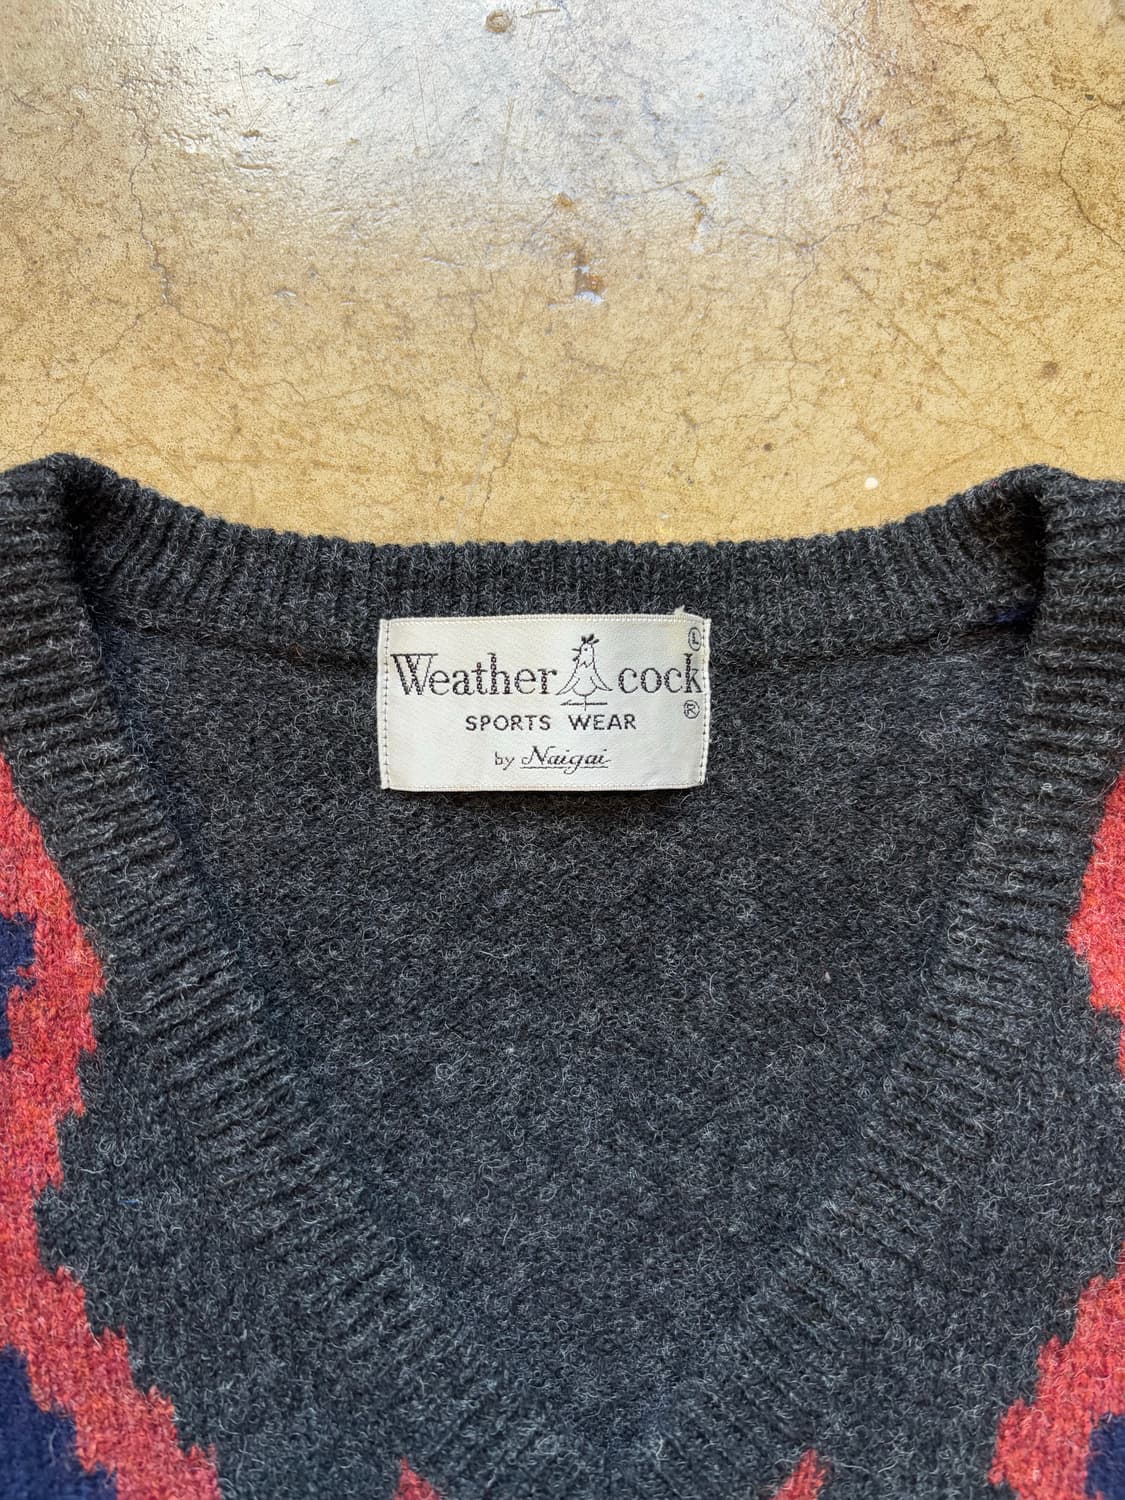 Ⓛ
Weather cock
®
SPORTS WEAR
by Naigai